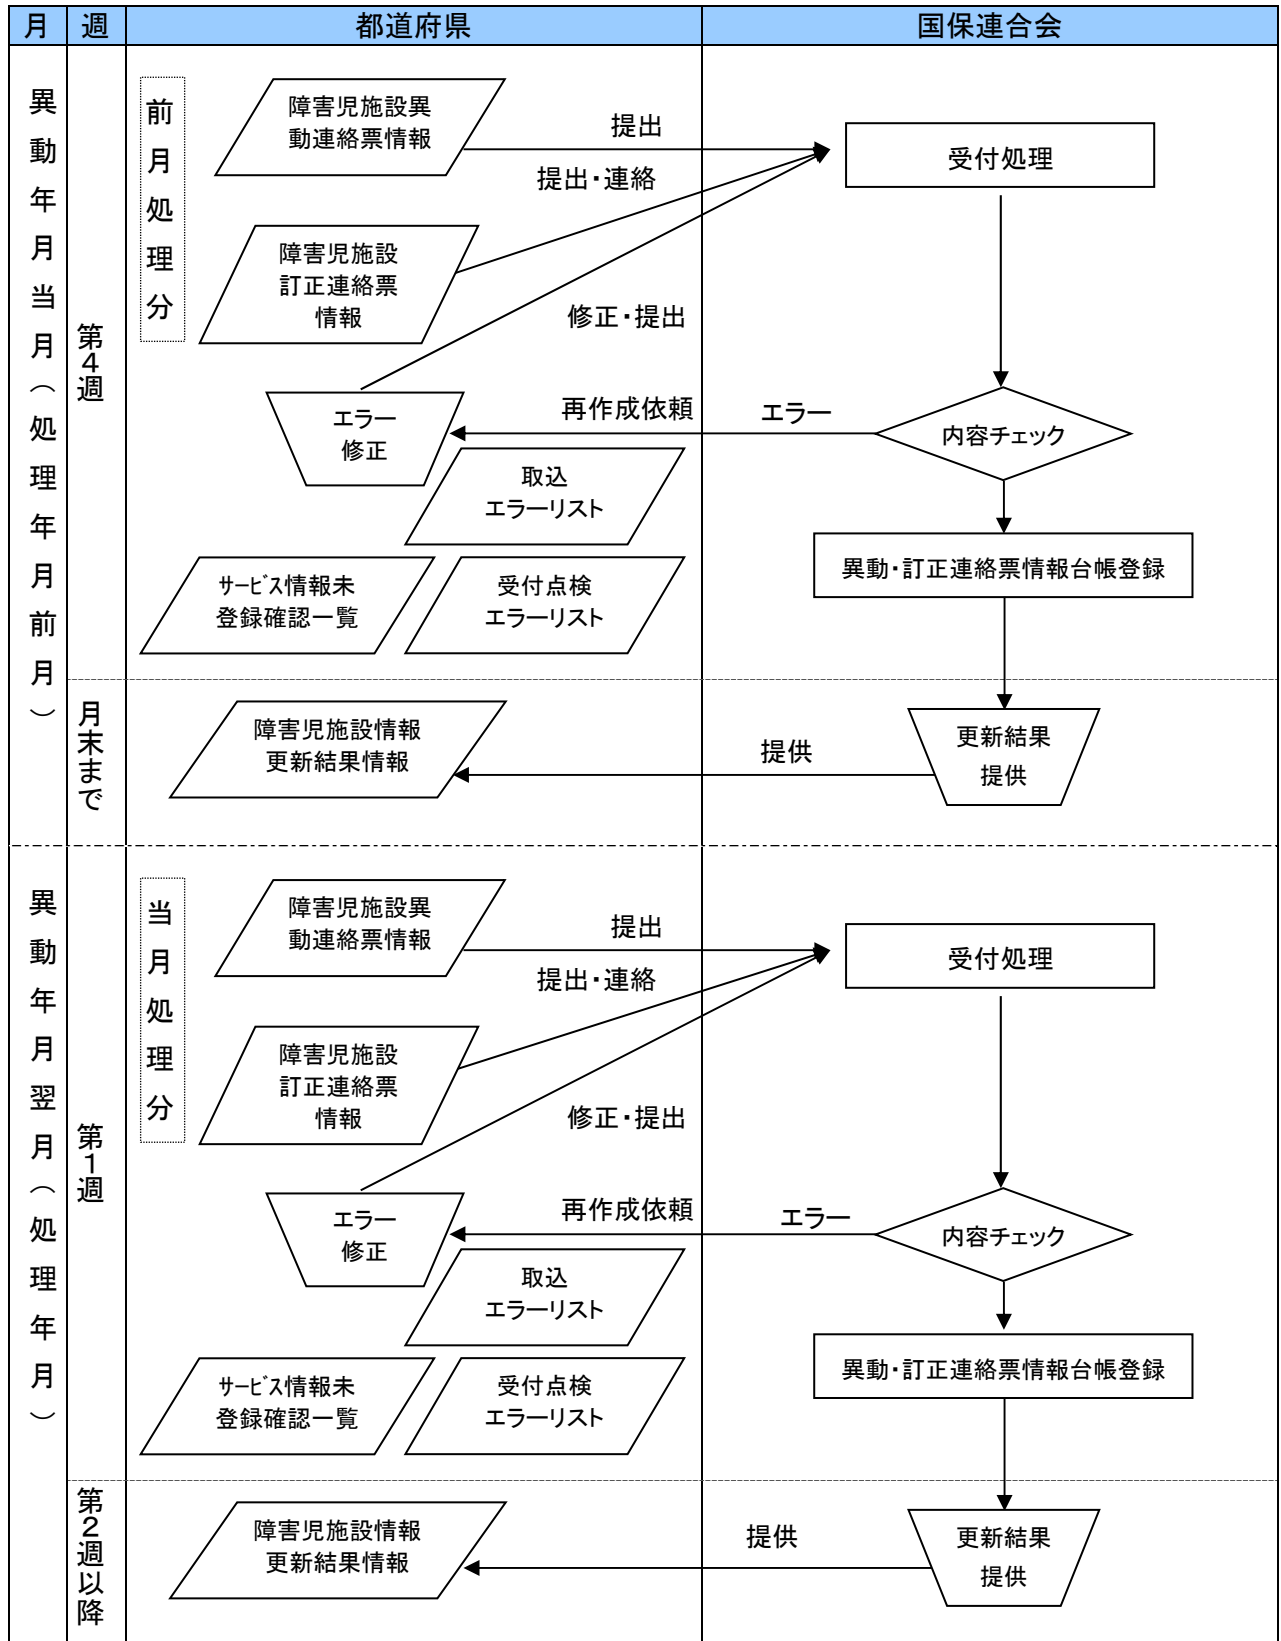 月 週 都道府県 国保連合会
異動年月当月（処理年月前月）
第４週
前月処理分
障害児施設異
動連絡票情報
提出
受付処理
提出・連絡
障害児施設
訂正連絡票
情報
修正・提出
エラー
修正
再作成依頼
エラー
内容チェック
取込
エラーリスト
異動・訂正連絡票情報台帳登録
ｻｰﾋﾞｽ情報未
登録確認一覧
受付点検
エラーリスト
月末まで
障害児施設情報
更新結果情報
提供
更新結果
提供
異動年月翌月（処理年月）
第１週
当月処理分
障害児施設異
動連絡票情報
提出
受付処理
提出・連絡
障害児施設
訂正連絡票
情報
修正・提出
エラー
修正
再作成依頼
エラー
内容チェック
取込
エラーリスト
異動・訂正連絡票情報台帳登録
ｻｰﾋﾞｽ情報未
登録確認一覧
受付点検
エラーリスト
第２週以降
障害児施設情報
更新結果情報
提供
更新結果
提供